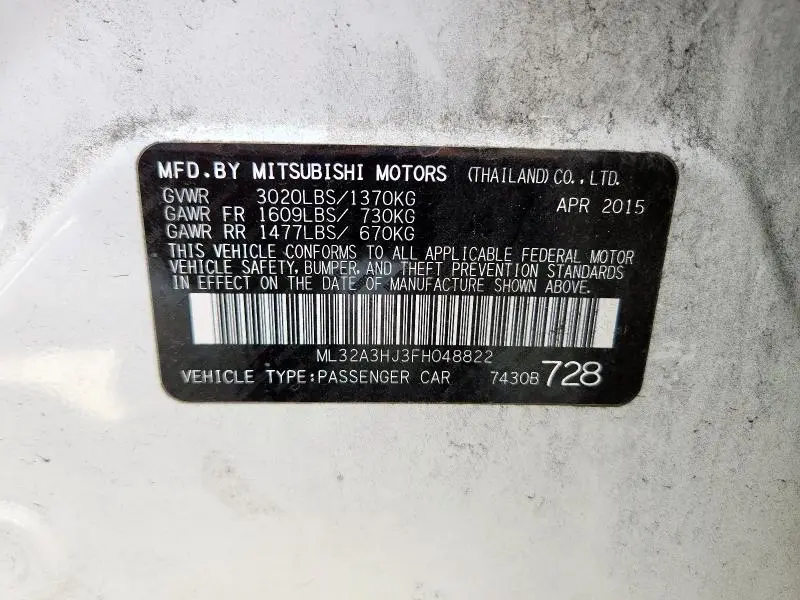 MFD.BY MITSUBISHI MOTORS (THAILAND)CO.,LTD.
GVWR 3020LBS/1370KG APR 2015
GAWR FR 1609LBS/ 730KG
GAWR RR 1477LBS/ 670KG
THIS VEHICLE CONFORMS TO ALL APPLICABLE FEDERAL MOTOR
VEHICLE SAFETY, BUMPER, AND THEFT PREVENTION STANDARDS
IN EFFECT ON THE DATE OF MANUFACTURE SHOWN ABOVE.
ML32A3HJ3FH048822
VEHICLE TYPE:PASSENGER CAR 7430B 728